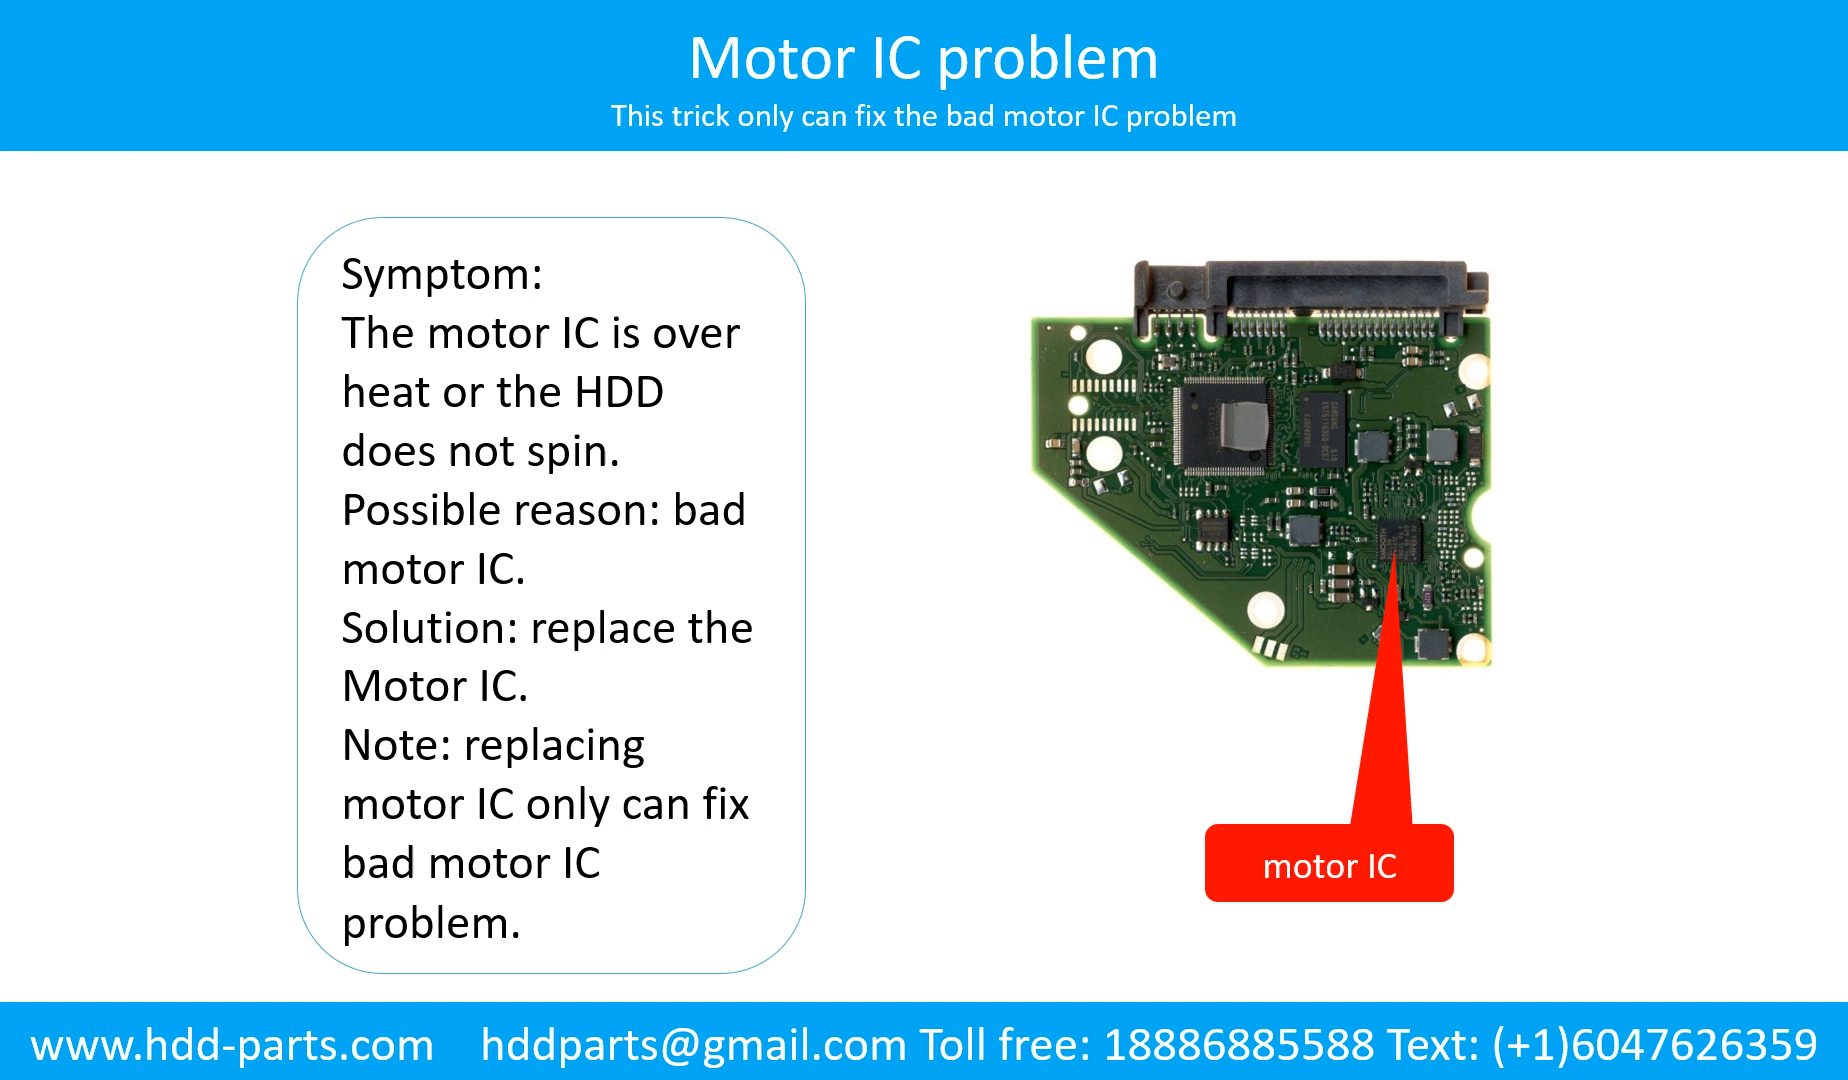 Motor IC problem
This trick only can fix the bad motor IC problem
Symptom:
The motor IC is over
heat or the HDD
does not spin.
Possible reason: bad
motor IC.
Solution: replace the
Motor IC.
Note: replacing
motor IC only can fix
bad motor IC
problem.
SAMSUNG
motor IC
www.hdd-parts.com hddparts@gmail.com Toll free: 18886885588 Text: (+1)6047626359